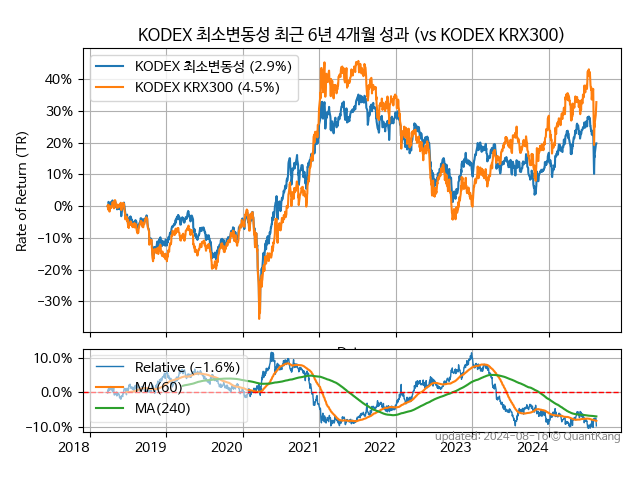 KODEX 최소변동성 최근 6년 4개월 성과 (vs KODEX KRX300)
KODEX 최소변동성 (2.9%)
KODEX KRX300 (4.5%)
Rate of Return (TR)
40%
30%
20%
10%
0%
−10%
−20%
−30%
Relative (−1.6%)
MA(60)
MA(240)
10.0%
0.0%
−10.0%
2018
2019
2020
2021
2022
2023
2024
updated: 2024-08-16 © QuantKang